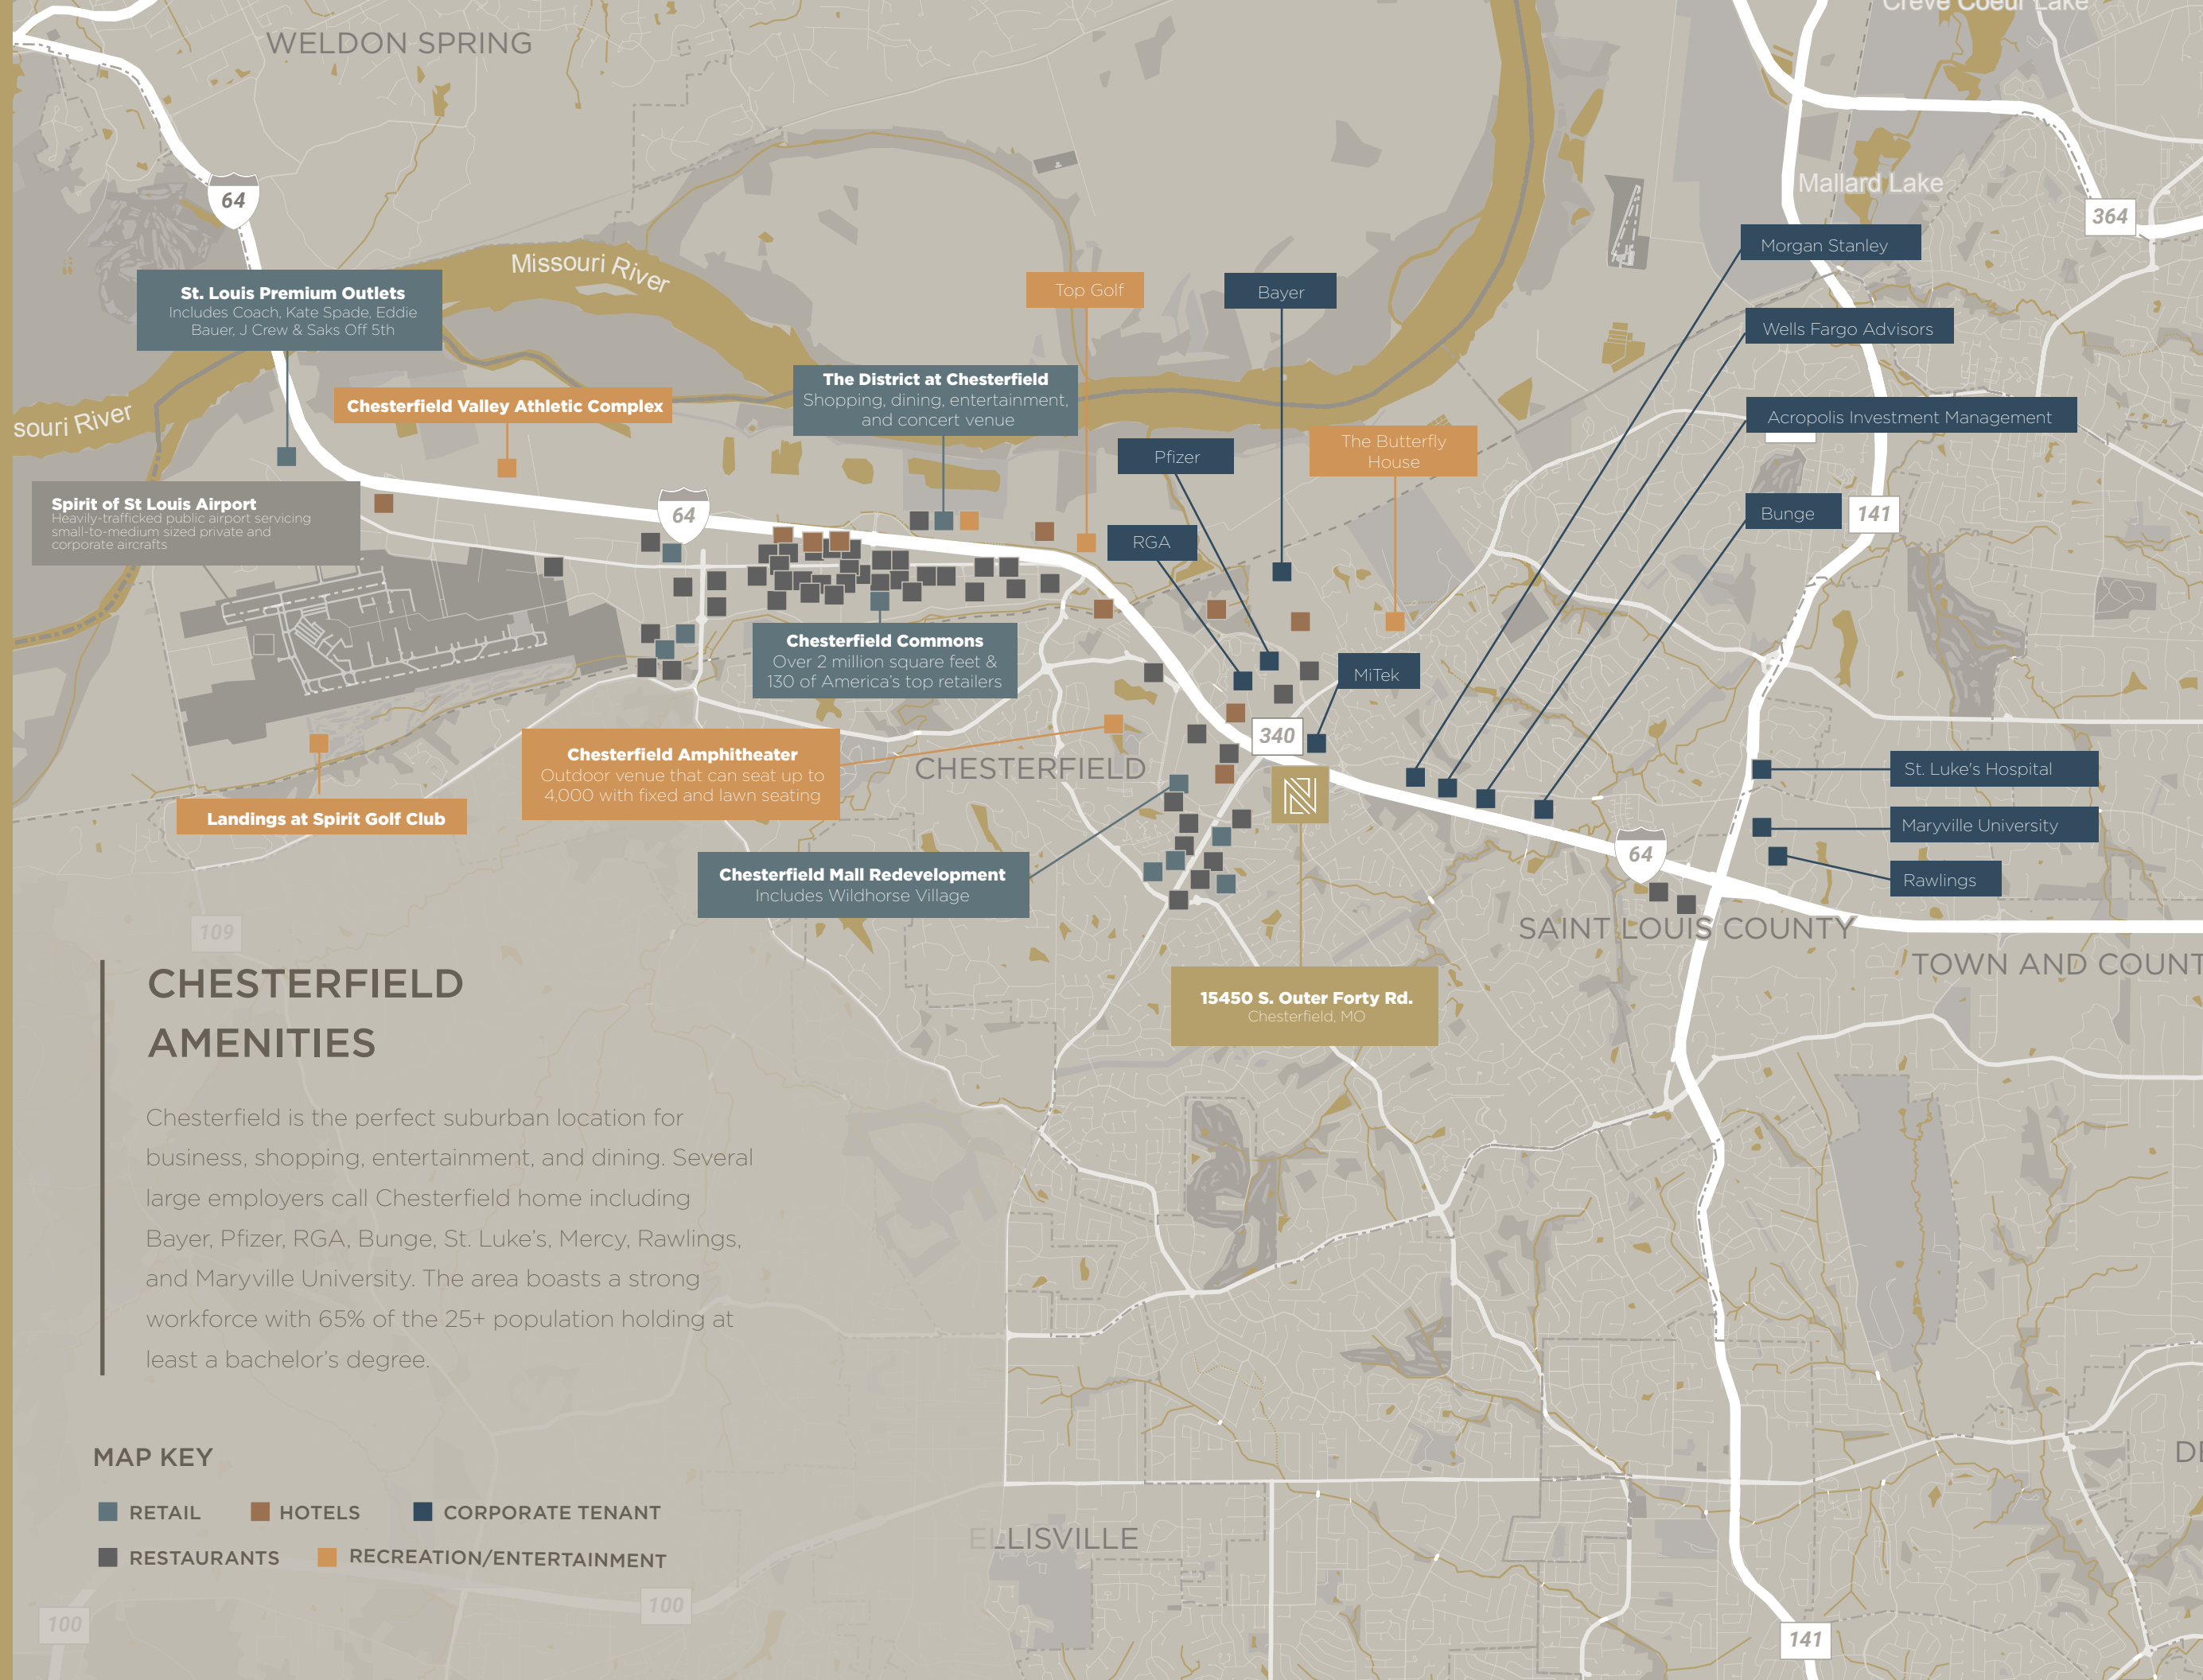 Creve Coeur Lake
WELDON SPRING
Mallard Lake
64
364
Morgan Stanley
Missouri River
St. Louis Premium Outlets
Includes Coach, Kate Spade, Eddie
Bauer, J Crew & Saks Off 5th
Top Golf
Bayer
Wells Fargo Advisors
The District at Chesterfield
Shopping, dining, entertainment,
and concert venue
Chesterfield Valley Athletic Complex
souri River
Acropolis Investment Management
The Butterfly
House
Pfizer
Spirit of St Louis Airport
Heavily-trafficked public airport servicing
small-to-medium sized private and
corporate aircrafts
64
Bunge
141
RGA
Chesterfield Commons
Over 2 million square feet &
130 of America's top retailers
MiTek
340
Chesterfield Amphitheater
Outdoor venue that can seat up to
4,000 with fixed and lawn seating
CHESTERFIELD
St. Luke's Hospital
Landings at Spirit Golf Club
N
Maryville University
64
Chesterfield Mall Redevelopment
Includes Wildhorse Village
Rawlings
109
SAINT LOUIS COUNTY
TOWN AND COUNT
15450 S. Outer Forty Rd.
Chesterfield, MO
CHESTERFIELD
AMENITIES
Chesterfield is the perfect suburban location for
business, shopping, entertainment, and dining. Several
large employers call Chesterfield home including
Bayer, Pfizer, RGA, Bunge, St. Luke's, Mercy, Rawlings,
and Maryville University. The area boasts a strong
workforce with 65% of the 25+ population holding at
least a bachelor's degree.
MAP KEY
RETAIL
HOTELS
CORPORATE TENANT
RESTAURANTS
RECREATION/ENTERTAINMENT
DE
ELLISVILLE
100
100
141